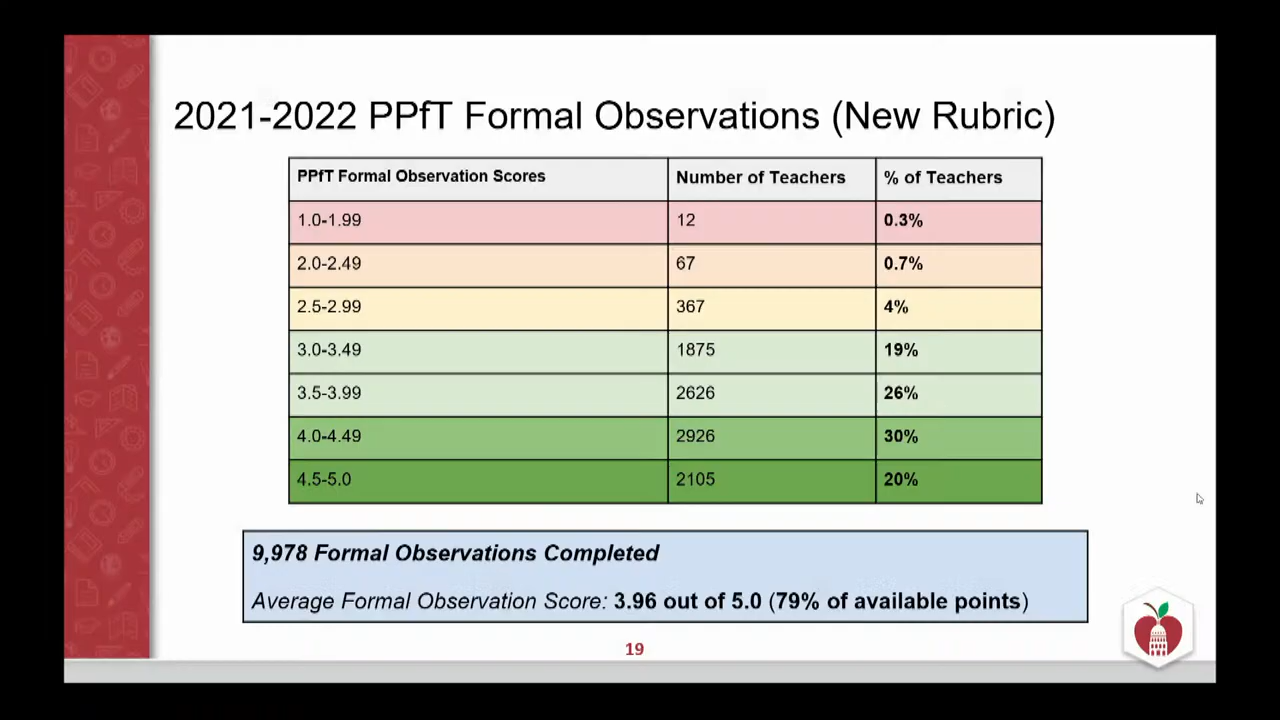 2021-2022 PPfT Formal Observations (New Rubric)
PPfT Formal Observation Scores Number of Teachers % of Teachers
1.0-1.99 12 0.3%
2.0-2.49 67 0.7%
2.5-2.99 367 4%
3.0-3.49 1875 19%
3.5-3.99 2626 26%
4.0-4.49 2926 30%
4.5-5.0 2105 20%
9,978 Formal Observations Completed
Average Formal Observation Score: 3.96 out of 5.0 (79% of available points)
19